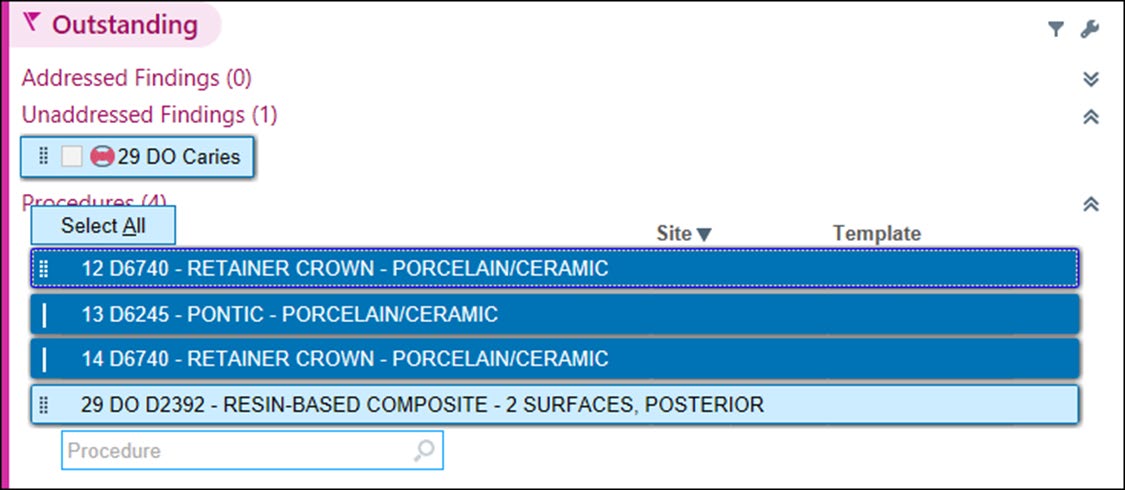 Outstanding
Addressed Findings (0)
Unaddressed Findings (1)
29 DO Caries
Procedures (4)
Select All
Site Template
12 D6740 - RETAINER CROWN - PORCELAIN/CERAMIC
13 D6245 - PONTIC - PORCELAIN/CERAMIC
14 D6740 - RETAINER CROWN - PORCELAIN/CERAMIC
29 DO D2392 - RESIN-BASED COMPOSITE - 2 SURFACES, POSTERIOR
Procedure